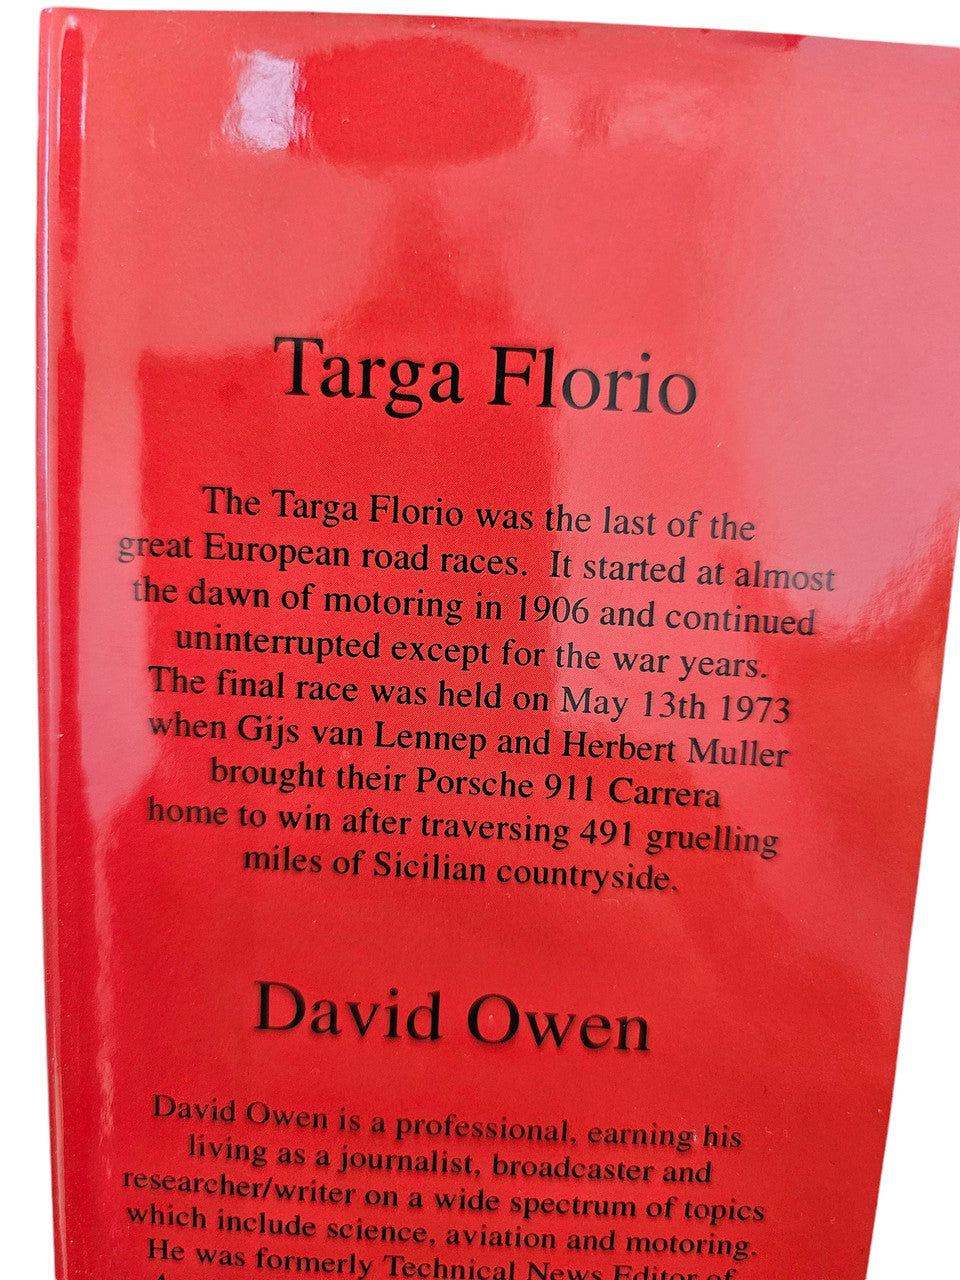 Targa Florio
The Targa Florio was the last of the
great European road races. It started at almost
the dawn of motoring in 1906 and continued
uninterrupted except for the war years.
The final race was held on May 13th 1973
when Gijs van Lennep and Herbert Muller
brought their Porsche 911 Carrera
home to win after traversing 491 gruelling
miles of Sicilian countryside.
David Owen
David Owen is a professional, earning his
living as a journalist, broadcaster and
researcher/writer on a wide spectrum of topics
which include science, aviation and motoring.
He was formerly Technical News Editor of